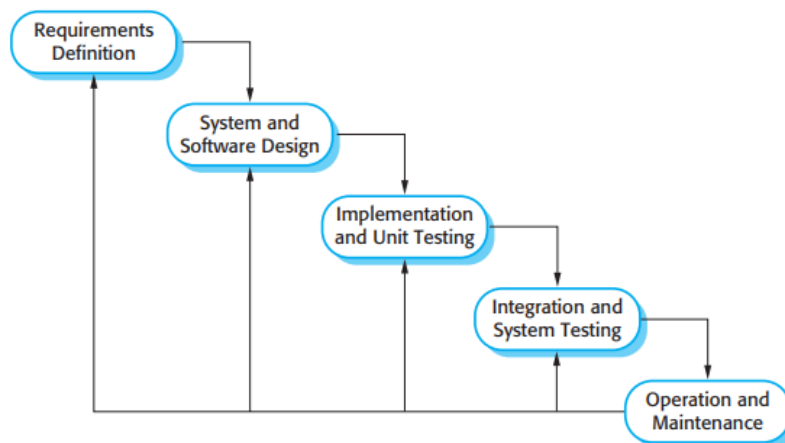 Requirements
Definition
System and
Software Design
Implementation
and Unit Testing
Integration and
System Testing
Operation and
Maintenance